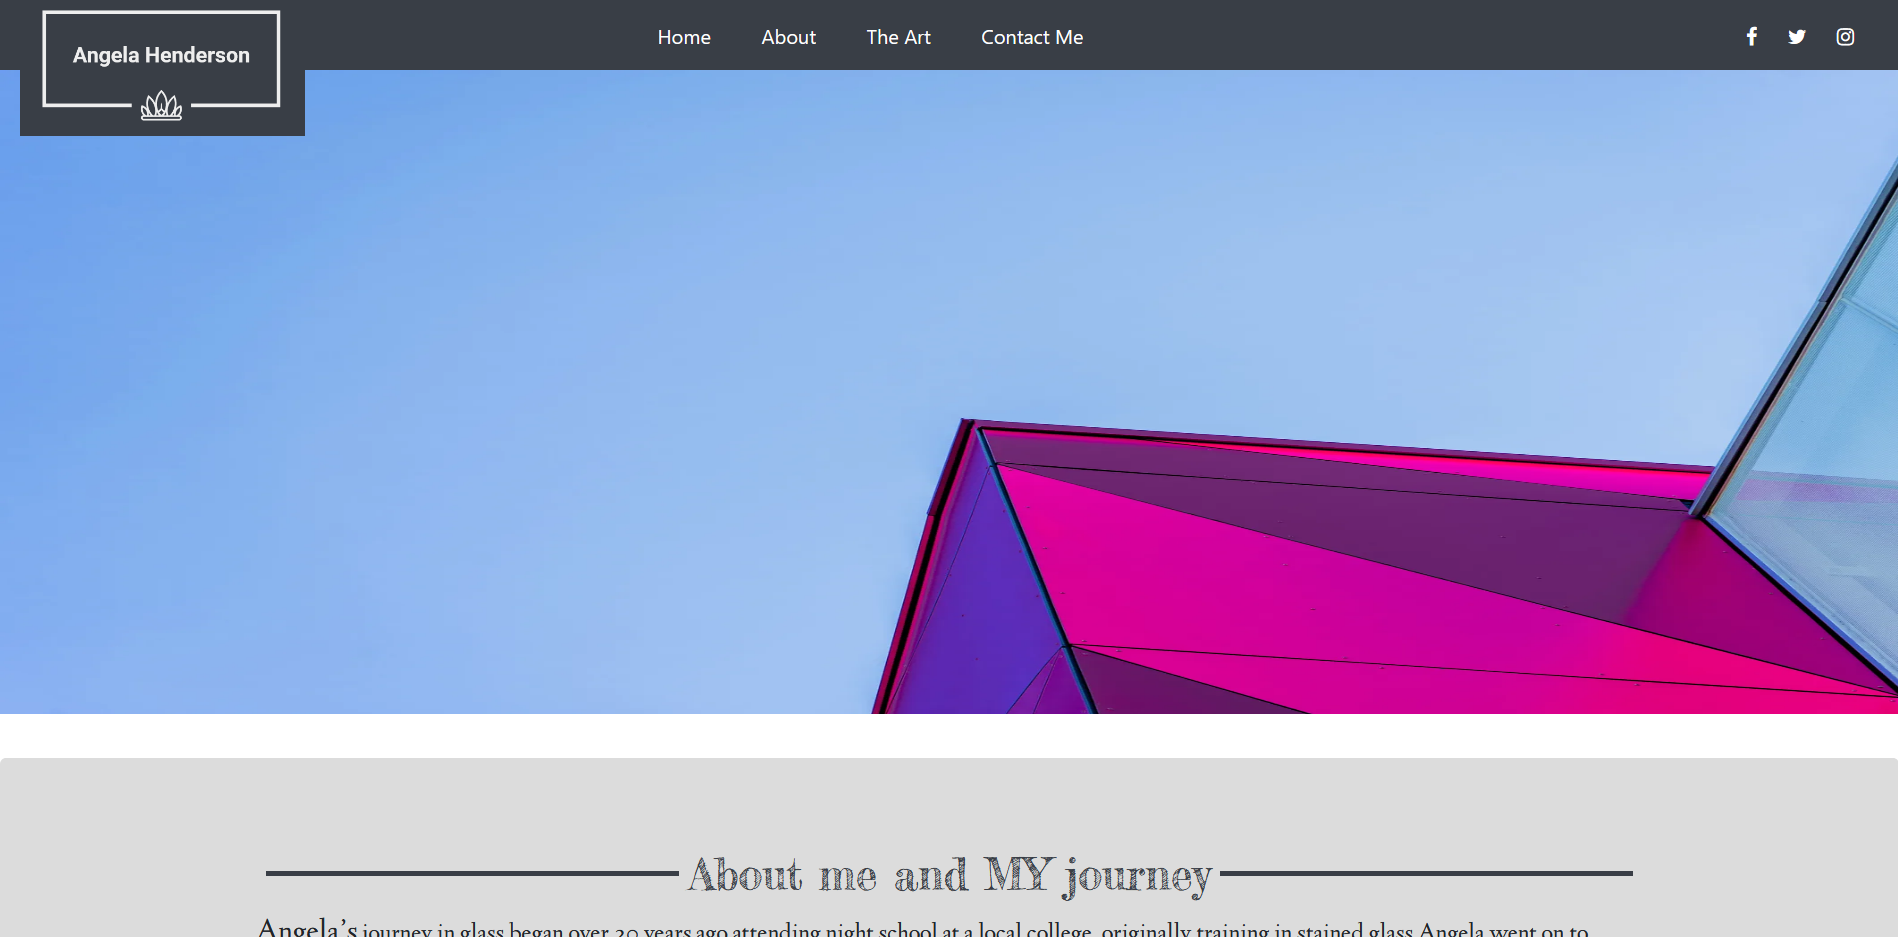 Angela Henderson
Home About The Art Contact Me
About me and MY journey
Angela's journey in glass began over 20 years ago attending night school at a local college, originally training in stained glass Angela went on to